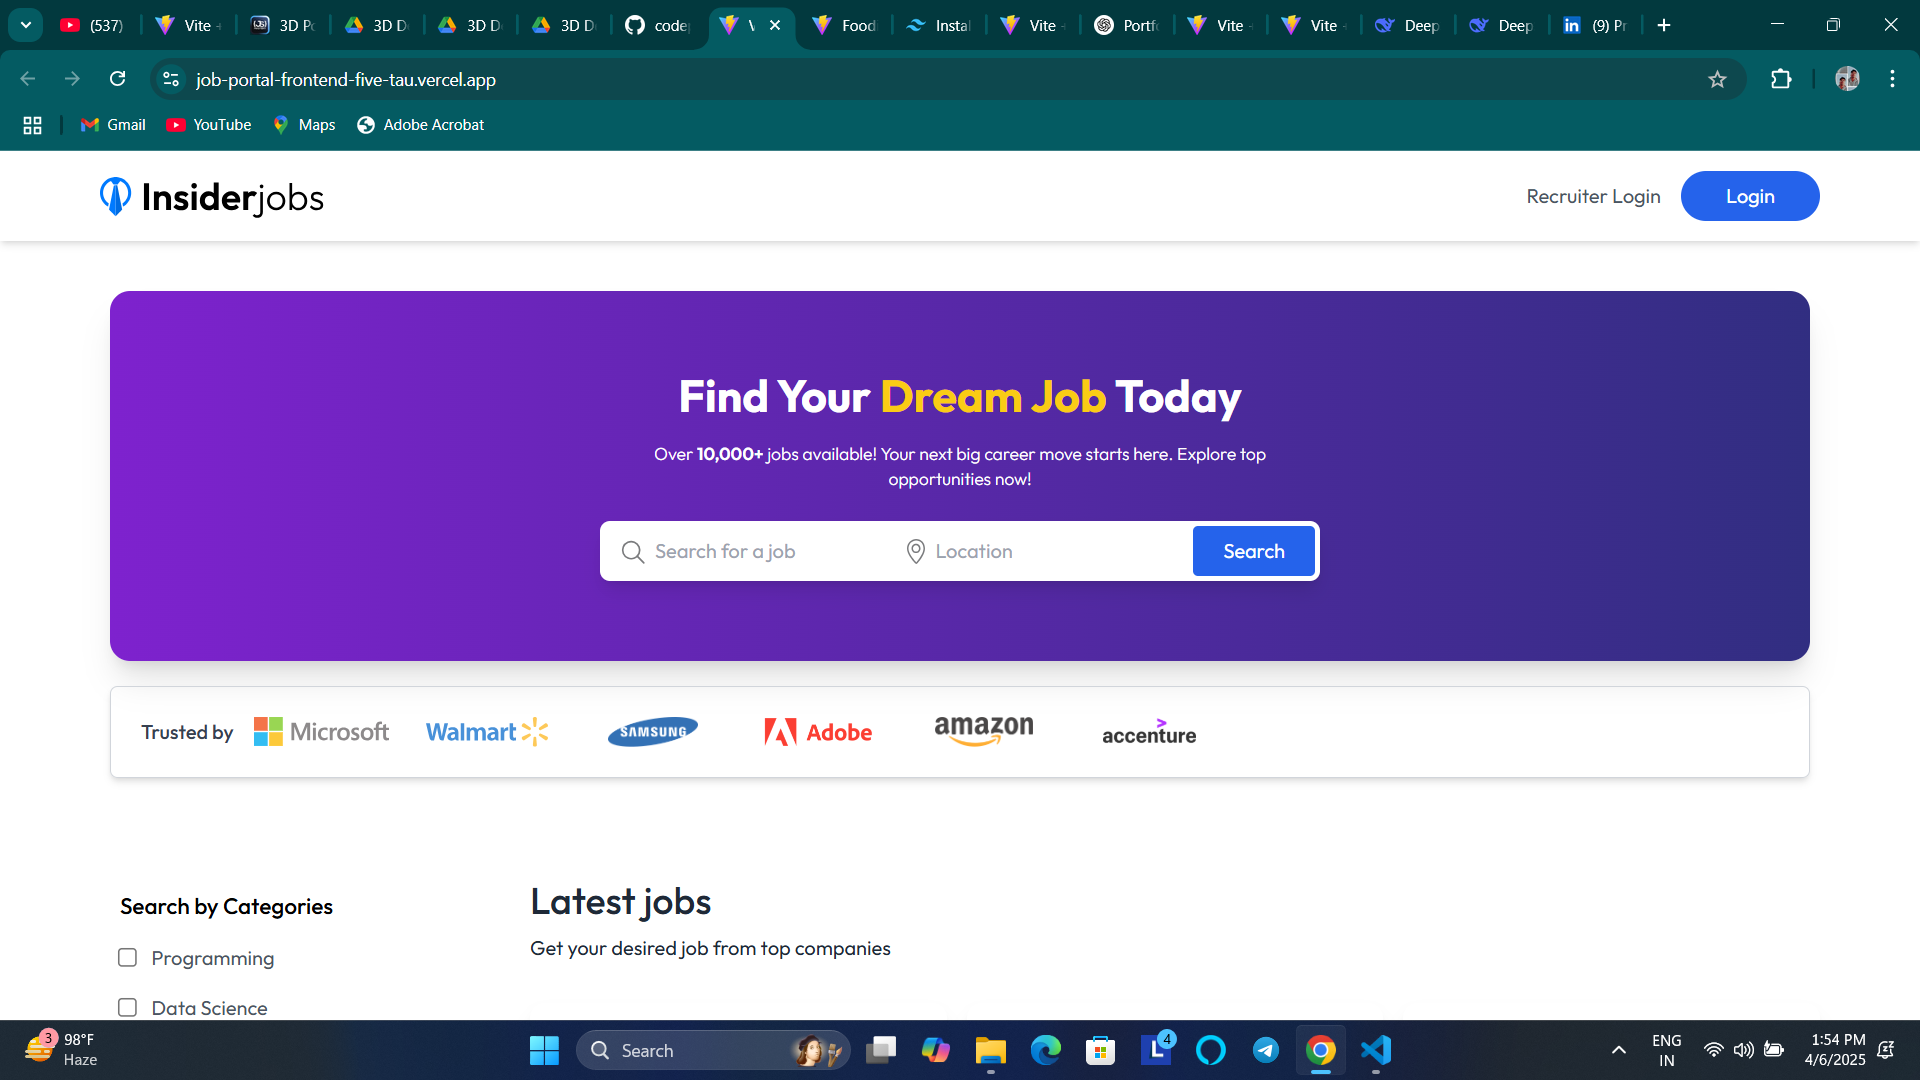 (537)
Vite
3D Po
3D D
3D D
3D D
code
V
Food
Instal
Vite
Portfo
Vite
Vite
Deep
Deep
(9) Pr
job-portal-frontend-five-tau.vercel.app
Gmail
YouTube
Maps
Adobe Acrobat
Insiderjobs
Recruiter Login
Login
Find Your Dream Job Today
Over 10,000+ jobs available! Your next big career move starts here. Explore top
opportunities now!
Search for a job
Location
Search
Trusted by
Microsoft
Walmart
SAMSUNG
Adobe
amazon
accenture
Search by Categories
Programming
Data Science
Latest jobs
Get your desired job from top companies
3
98°F
Haze
Search
L
4
ENG
IN
1:54 PM
4/6/2025